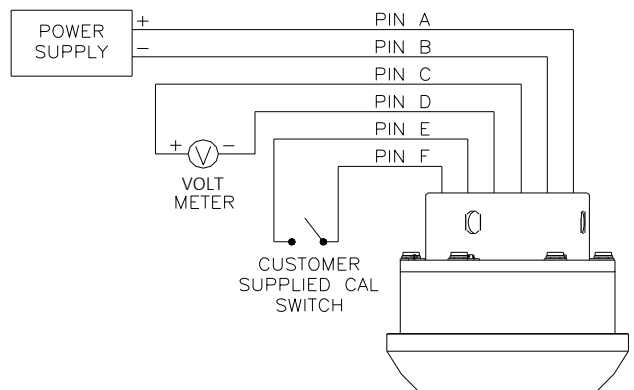 POWER
SUPPLY
+
−
PIN A
PIN B
PIN C
PIN D
PIN E
PIN F
+ V −
VOLT
METER
CUSTOMER
SUPPLIED CAL
SWITCH